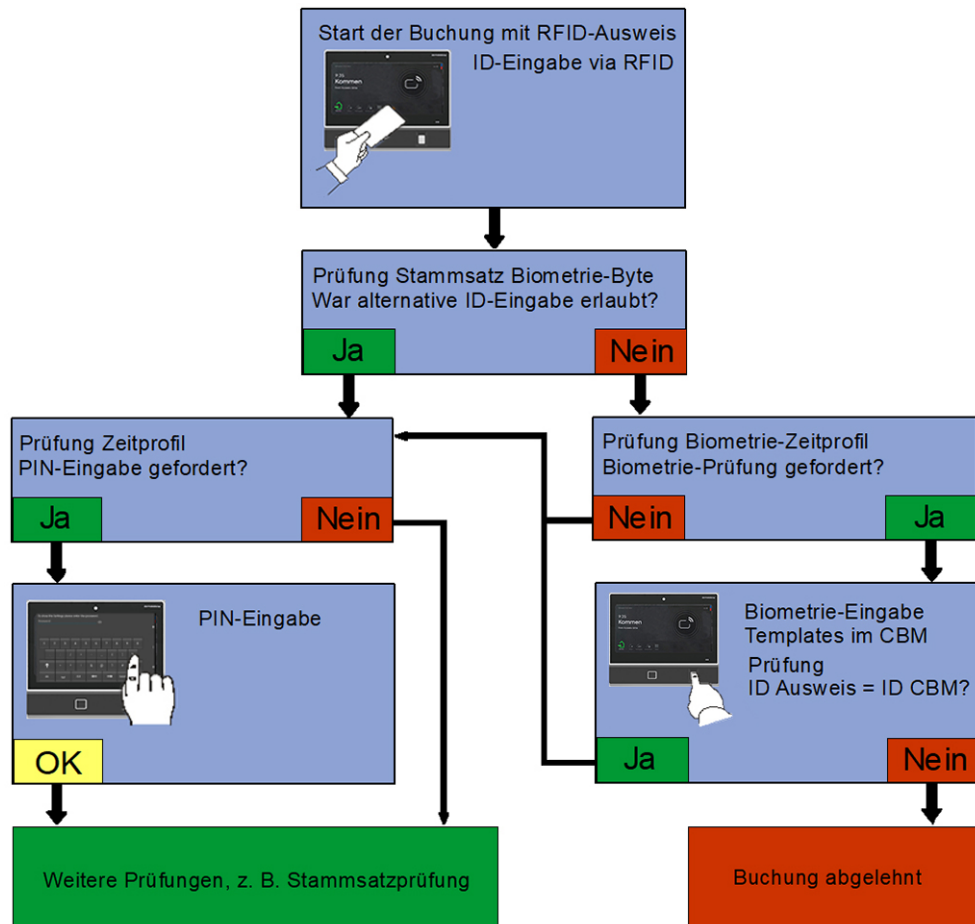 Start der Buchung mit RFID-Ausweis
ID-Eingabe via RFID
Kommen
Prüfung Stammsatz Biometrie-Byte
War alternative ID-Eingabe erlaubt?
Ja
Nein
Prüfung Zeitprofil
PIN-Eingabe gefordert?
Ja
Nein
Prüfung Biometrie-Zeitprofil
Biometrie-Prüfung gefordert?
Nein
Ja
PIN-Eingabe
OK
Kommen
Biometrie-Eingabe
Templates im CBM
Prüfung
ID Ausweis = ID CBM?
Ja
Nein
Weitere Prüfungen, z. B. Stammsatzprüfung
Buchung abgelehnt